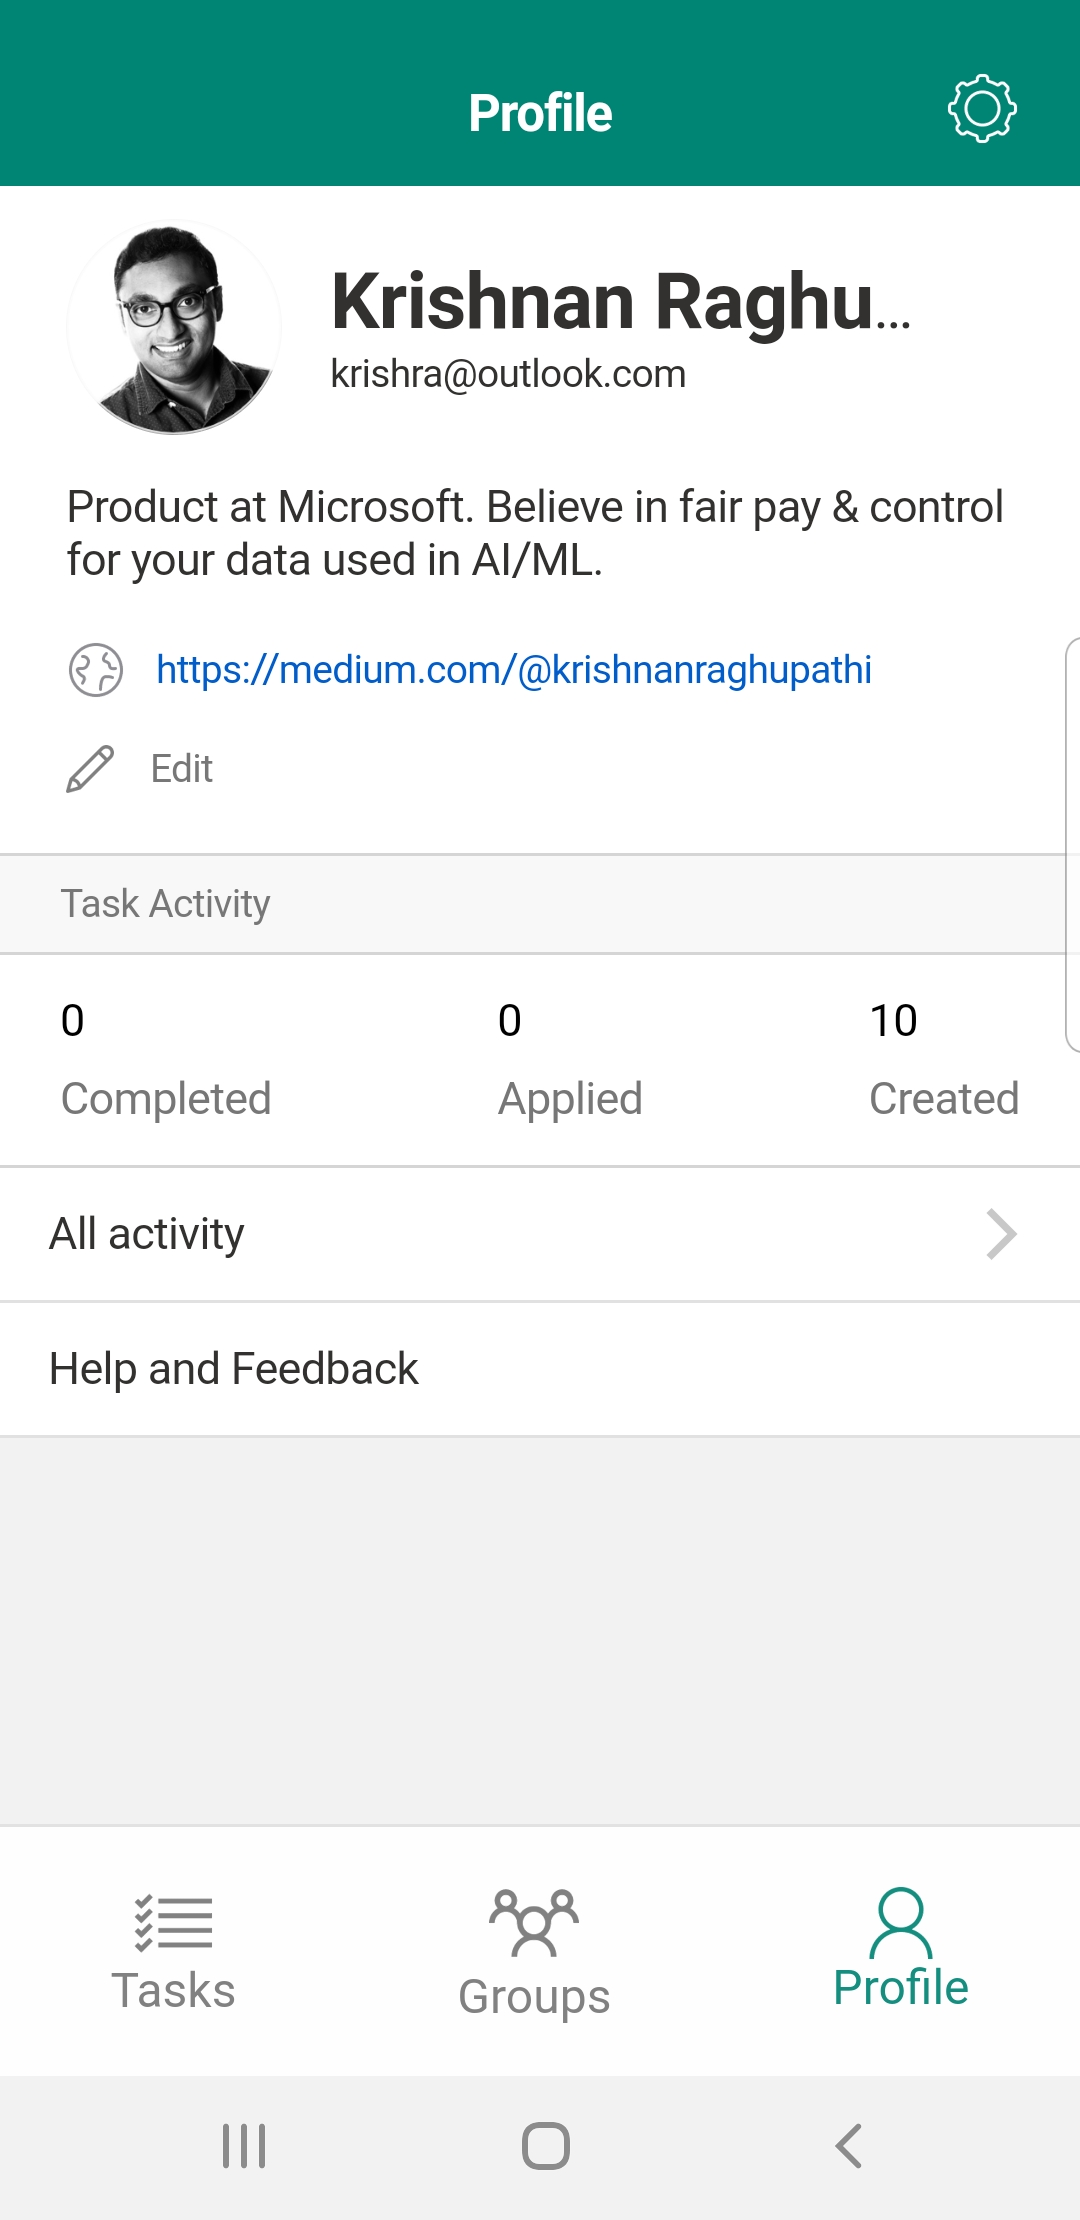 Profile
Krishnan Raghu...
krishra@outlook.com
Product at Microsoft. Believe in fair pay & control
for your data used in AI/ML.
https://medium.com/@krishnanraghupathi
Edit
Task Activity
0 0 10
Completed Applied Created
All activity
Help and Feedback
Tasks Groups Profile